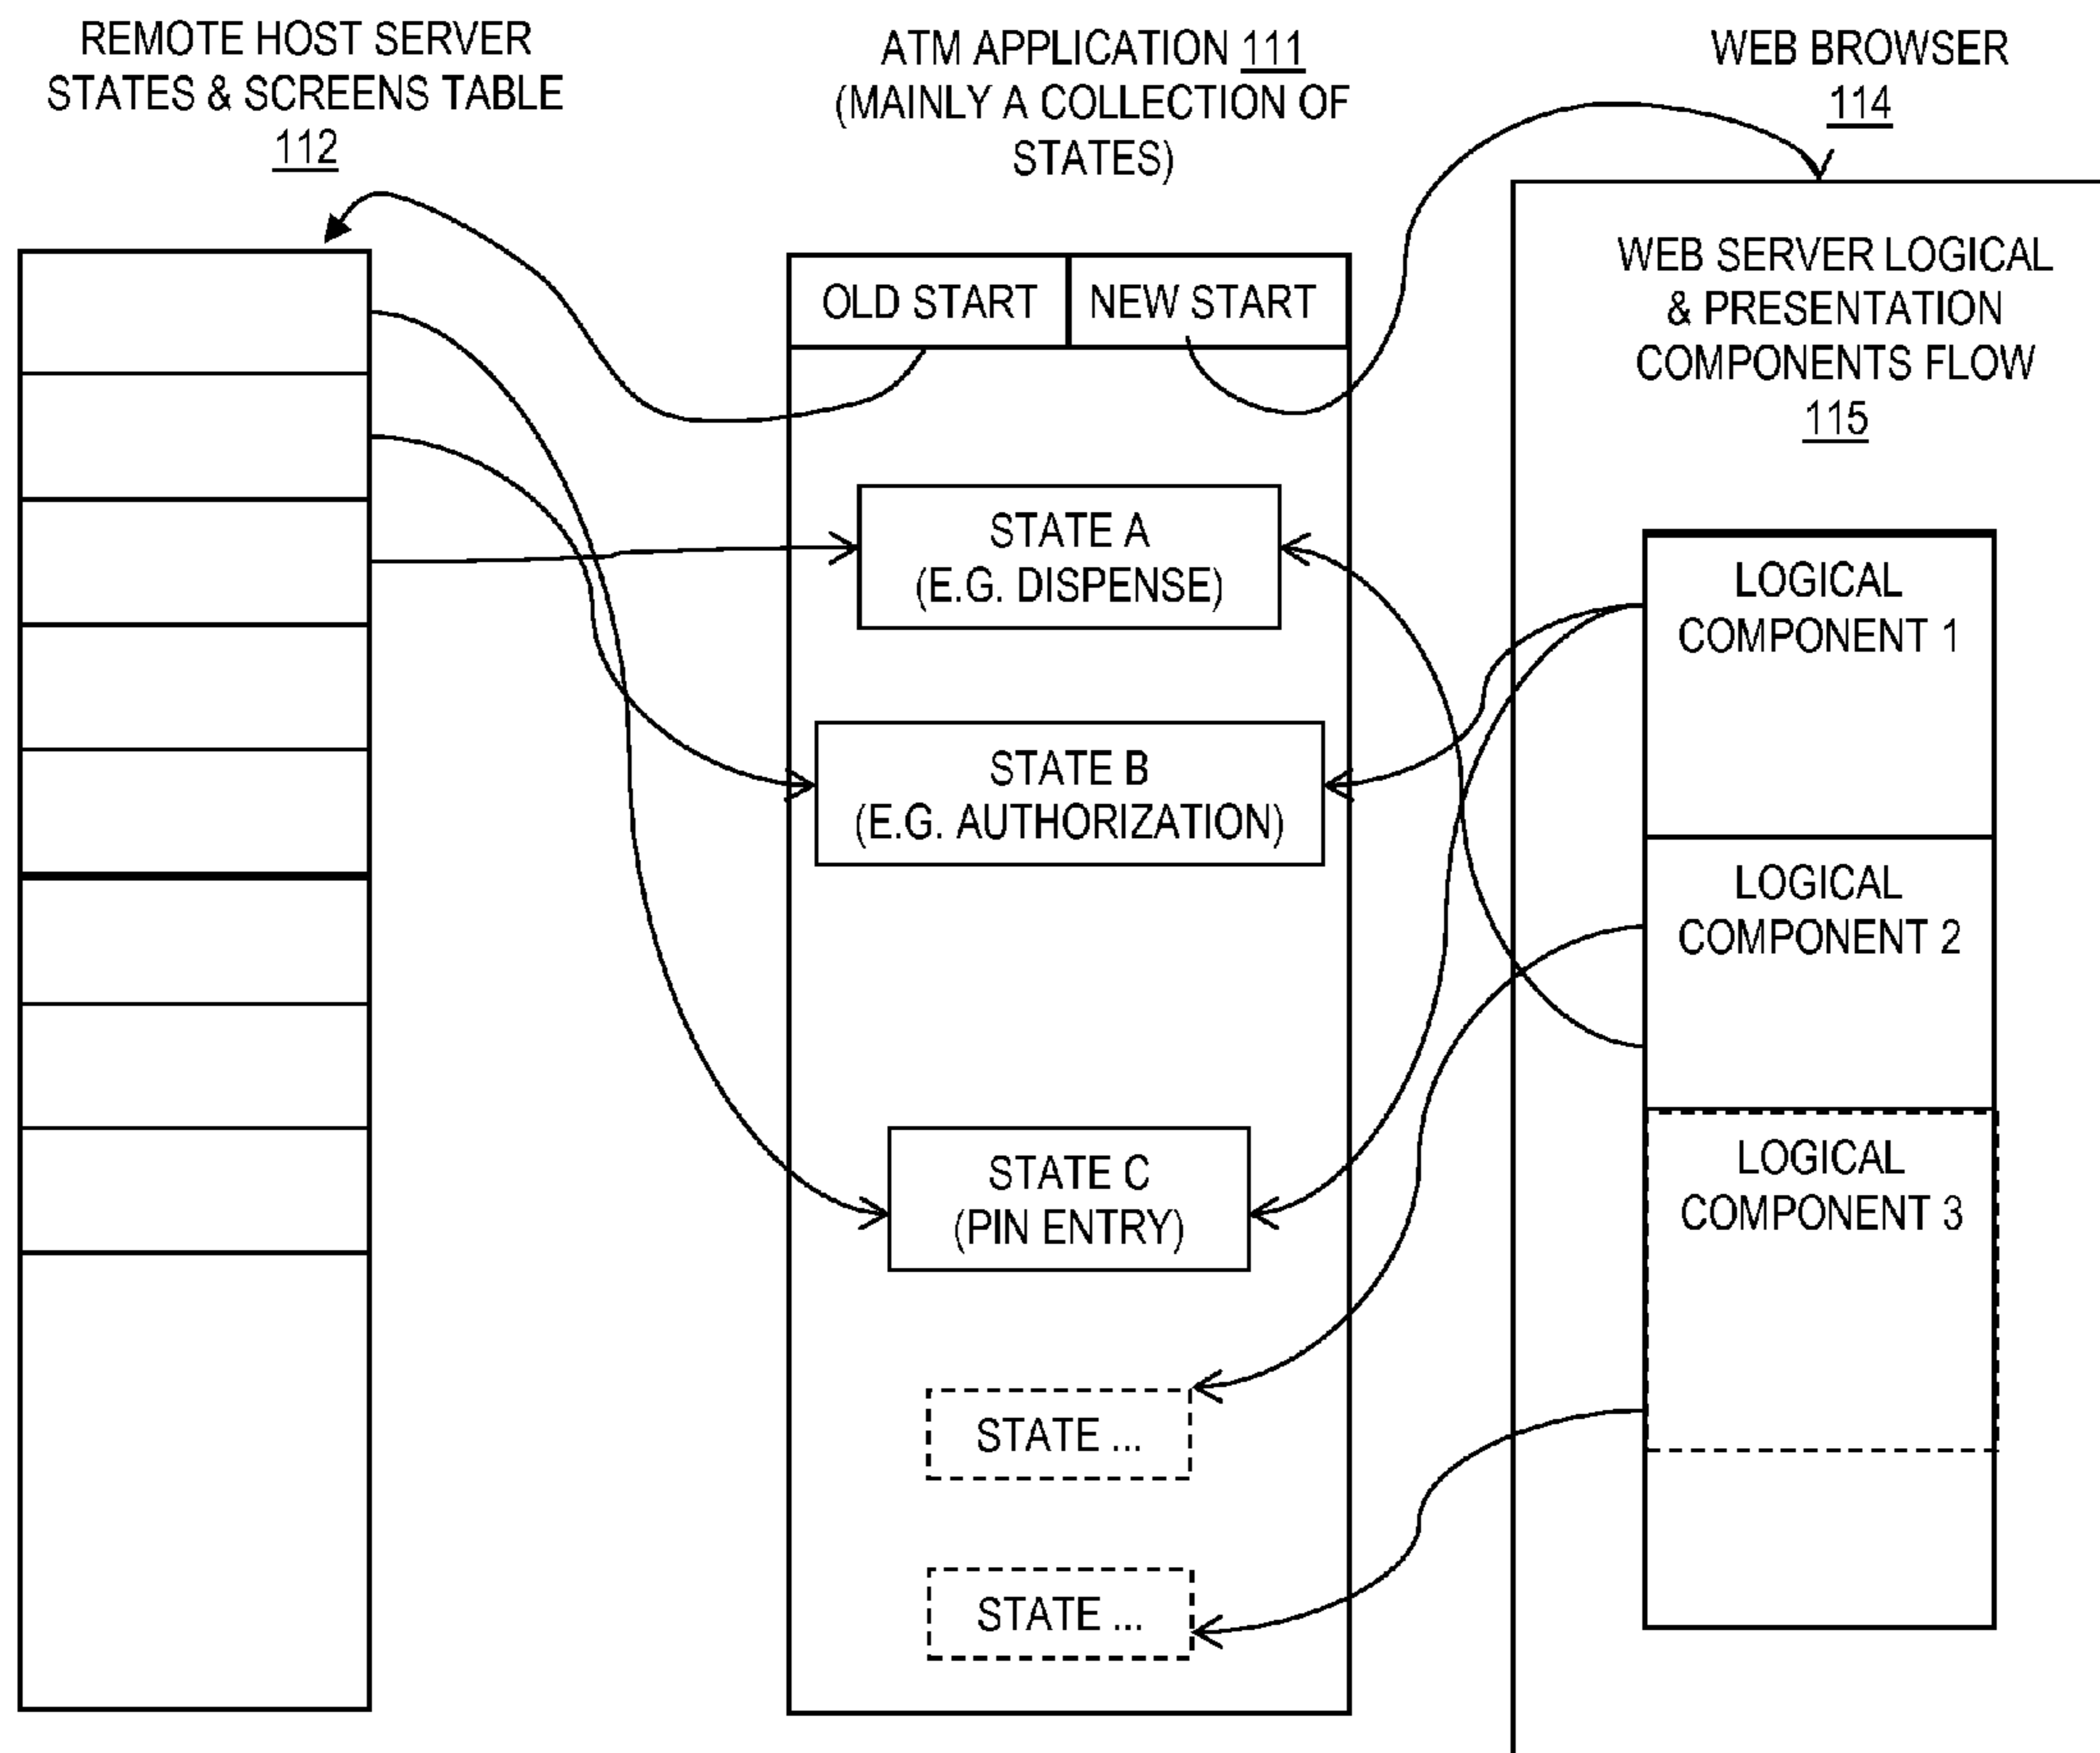 REMOTE HOST SERVER
STATES & SCREENS TABLE
112
ATM APPLICATION 111
(MAINLY A COLLECTION OF
STATES)
WEB BROWSER
114
OLD START
NEW START
STATE A
(E.G. DISPENSE)
STATE B
(E.G. AUTHORIZATION)
STATE C
(PIN ENTRY)
STATE ...
STATE ...
WEB SERVER LOGICAL
& PRESENTATION
COMPONENTS FLOW
115
LOGICAL
COMPONENT 1
LOGICAL
COMPONENT 2
LOGICAL
COMPONENT 3